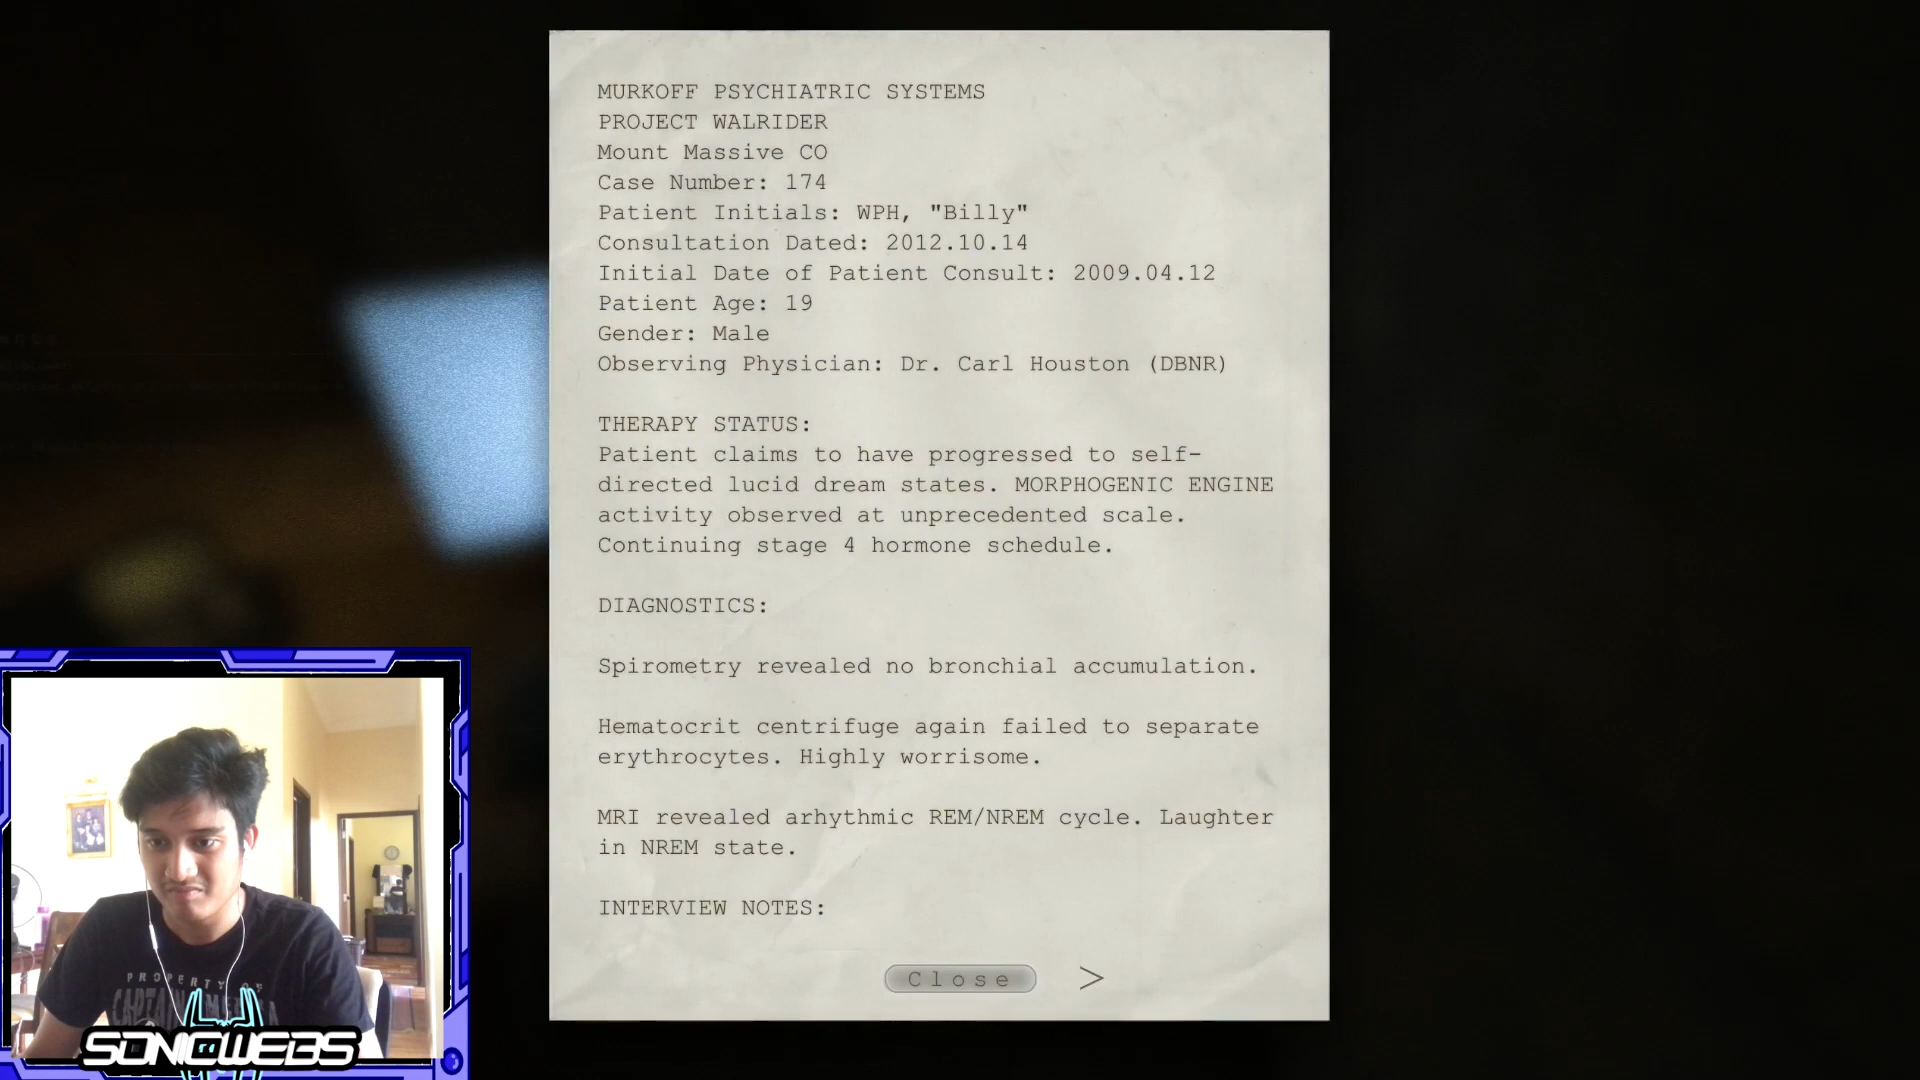 MURKOFF PSYCHIATRIC SYSTEMS
PROJECT WALRIDER
Mount Massive CO
Case Number: 174
Patient Initials: WPH, "Billy"
Consultation Dated: 2012.10.14
Initial Date of Patient Consult: 2009.04.12
Patient Age: 19
Gender: Male
Observing Physician: Dr. Carl Houston (DBNR)
THERAPY STATUS:
Patient claims to have progressed to self-
directed lucid dream states. MORPHOGENIC ENGINE
activity observed at unprecedented scale.
Continuing stage 4 hormone schedule.
DIAGNOSTICS:
Spirometry revealed no bronchial accumulation.
Hematocrit centrifuge again failed to separate
erythrocytes. Highly worrisome.
MRI revealed arhythmic REM/NREM cycle. Laughter
in NREM state.
INTERVIEW NOTES:
Close >
PROPERTY OF
SONICWEBS